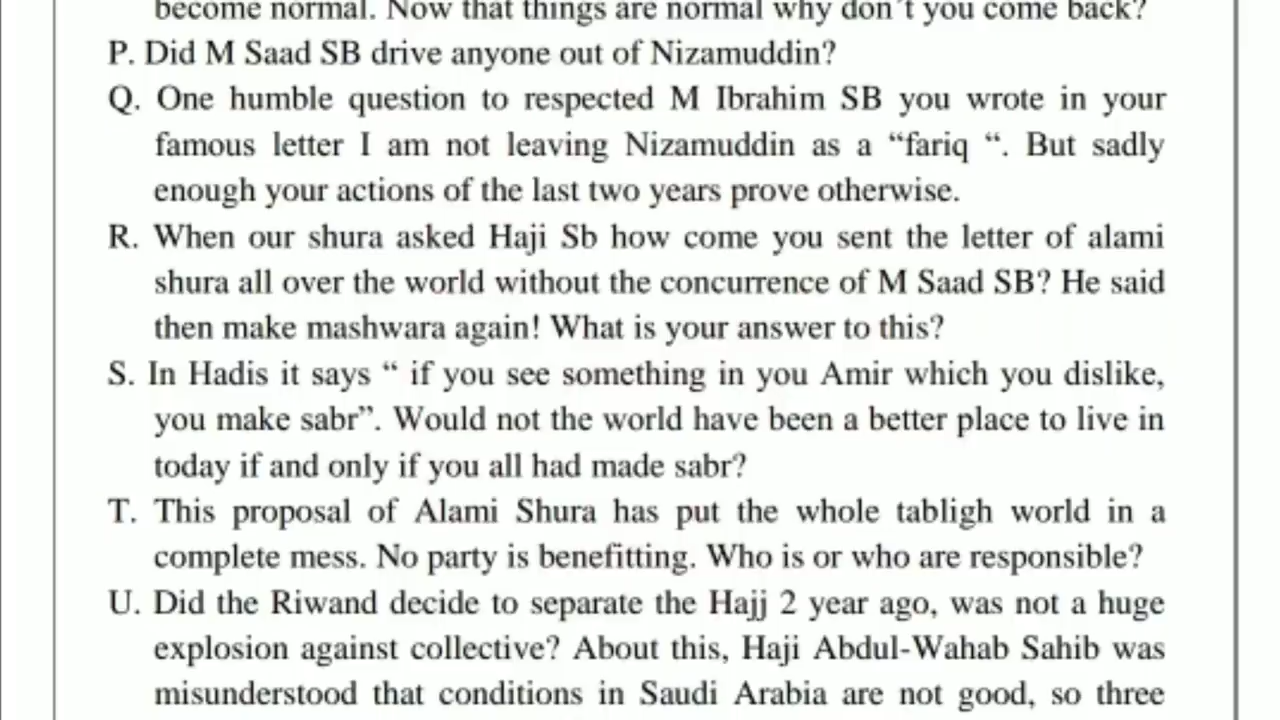 become normal. Now that things are normal why don't you come back?
P. Did M Saad SB drive anyone out of Nizamuddin?
Q. One humble question to respected M Ibrahim SB you wrote in your
famous letter I am not leaving Nizamuddin as a “fariq “. But sadly
enough your actions of the last two years prove otherwise.
R. When our shura asked Haji Sb how come you sent the letter of alami
shura all over the world without the concurrence of M Saad SB? He said
then make mashwara again! What is your answer to this?
S. In Hadis it says “ if you see something in you Amir which you dislike,
you make sabr”. Would not the world have been a better place to live in
today if and only if you all had made sabr?
T. This proposal of Alami Shura has put the whole tabligh world in a
complete mess. No party is benefitting. Who is or who are responsible?
U. Did the Riwand decide to separate the Hajj 2 year ago, was not a huge
explosion against collective? About this, Haji Abdul-Wahab Sahib was
misunderstood that conditions in Saudi Arabia are not good, so three